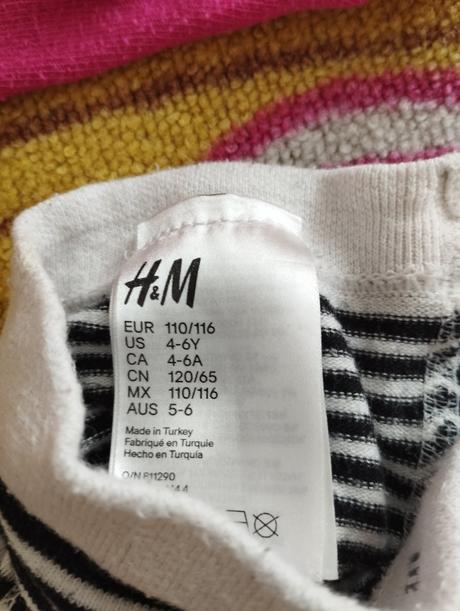 H&M
EUR 110/116
US 4-6Y
CA 4-6A
CN 120/65
MX 110/116
AUS 5-6
Made in Turkey
Fabriqué en Turquie
Hecho en Turquía
O/N 811290